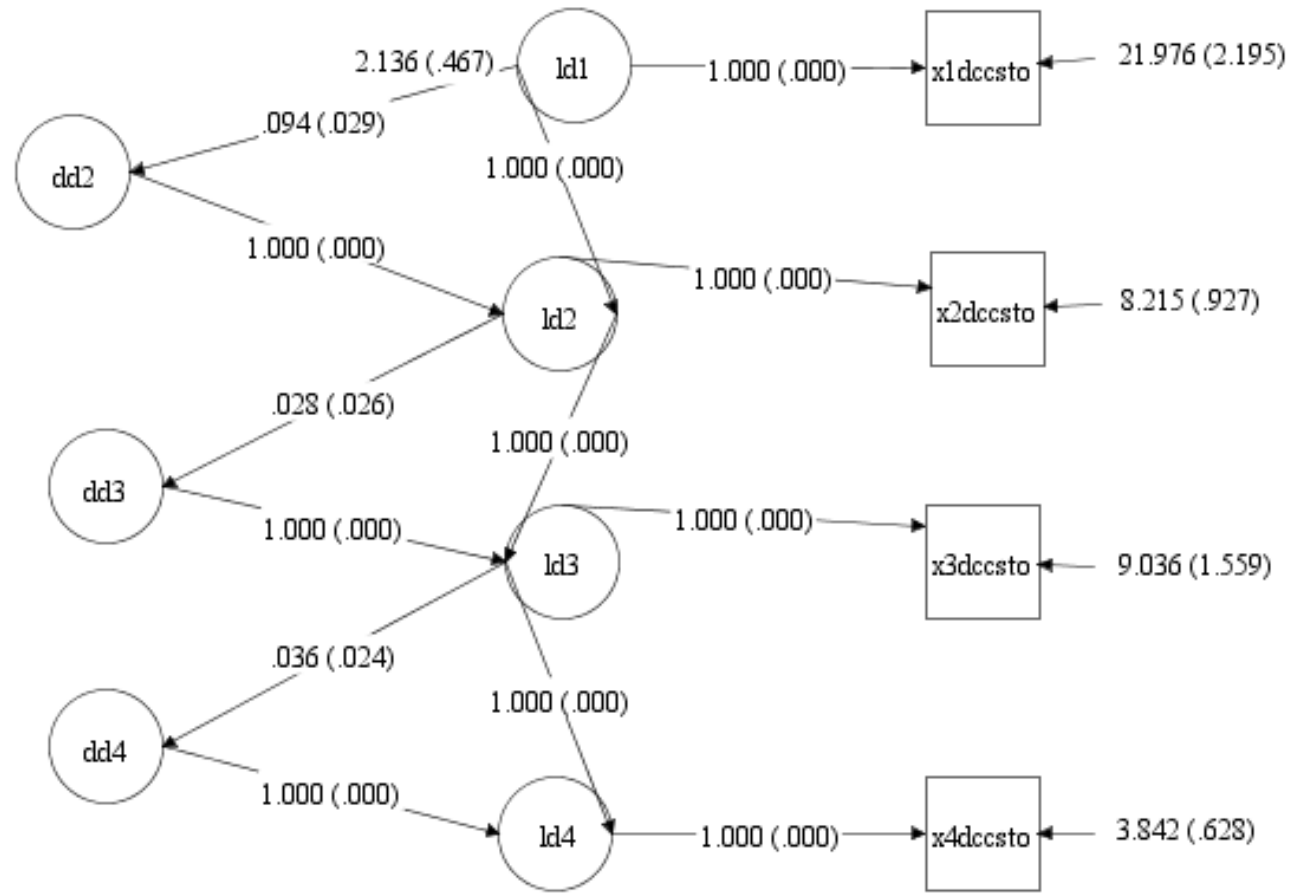 2.136 (.467)
ld1
1.000 (.000)
x1dccsto
21.976 (2.195)
.094 (.029)
dd2
1.000 (.000)
1.000 (.000)
ld2
1.000 (.000)
x2dccsto
8.215 (.927)
.028 (.026)
1.000 (.000)
dd3
1.000 (.000)
ld3
1.000 (.000)
x3dccsto
9.036 (1.559)
.036 (.024)
1.000 (.000)
dd4
1.000 (.000)
ld4
1.000 (.000)
x4dccsto
3.842 (.628)